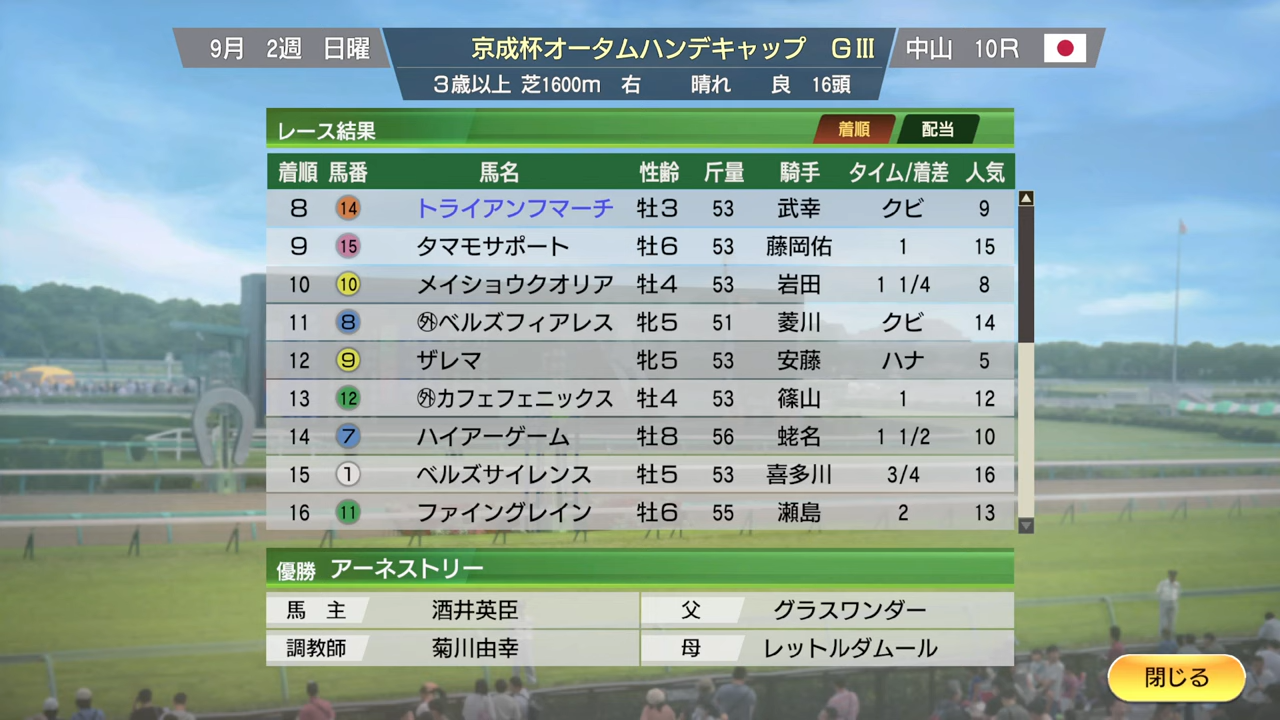 9月 2週 日曜 京成杯オータムハンデキャップ GⅢ 中山 10R
3歳以上 芝1600m 右 晴れ 良 16頭
レース結果 着順 配当
着順 馬番 馬名 性齢 斤量 騎手 タイム/着差 人気
8 14 トライアンフマーチ 牡3 53 武幸 クビ 9
9 15 タマモサポート 牡6 53 藤岡佑 1 15
10 10 メイショウクオリア 牡4 53 岩田 1 1/4 8
11 8 ㊕ベルズフィアレス 牝5 51 菱川 クビ 14
12 9 ザレマ 牝5 53 安藤 ハナ 5
13 12 ㊕カフェフェニックス 牡4 53 篠山 1 12
14 7 ハイアーゲーム 牡8 56 蛯名 1 1/2 10
15 1 ベルズサイレンス 牡5 53 喜多川 3/4 16
16 11 ファイングレイン 牡6 55 瀬島 2 13
優勝 アーネストリー
馬主 酒井英臣 父 グラスワンダー
調教師 菊川由幸 母 レットルダムール
閉じる